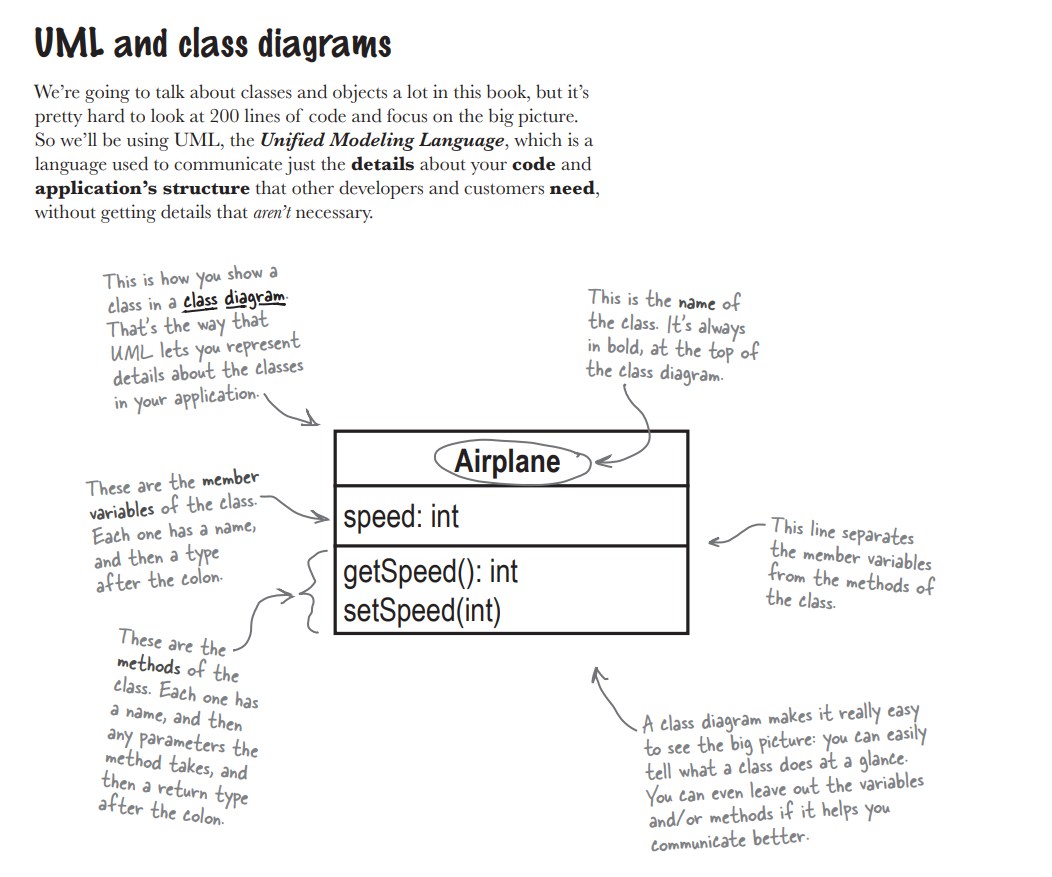 UML and class diagrams
We're going to talk about classes and objects a lot in this book, but it's
pretty hard to look at 200 lines of code and focus on the big picture.
So we'll be using UML, the Unified Modeling Language, which is a
language used to communicate just the details about your code and
application's structure that other developers and customers need,
without getting details that aren't necessary.
This is how you show a
class in a class diagram.
That's the way that
UML lets you represent
details about the classes
in your application.
This is the name of
the class. It's always
in bold, at the top of
the class diagram.
Airplane
These are the member
variables of the class.
Each one has a name,
and then a type
after the colon.
speed: int
This line separates
the member variables
from the methods of
the class.
getSpeed(): int
setSpeed(int)
These are the
methods of the
class. Each one has
a name, and then
any parameters the
method takes, and
then a return type
after the colon.
A class diagram makes it really easy
to see the big picture: you can easily
tell what a class does at a glance.
You can even leave out the variables
and/or methods if it helps you
communicate better.